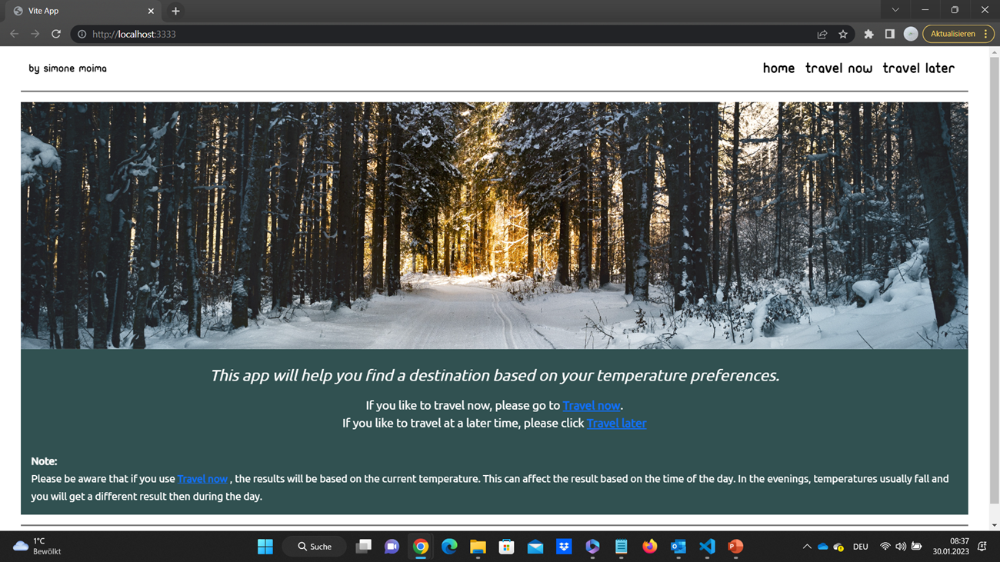 Vite App
http://localhost:3333
Aktualisieren
by simone moima
home travel now travel later
This app will help you find a destination based on your temperature preferences.
If you like to travel now, please go to Travel now.
If you like to travel at a later time, please click Travel later
Note:
Please be aware that if you use Travel now , the results will be based on the current temperature. This can affect the result based on the time of the day. In the evenings, temperatures usually fall and
you will get a different result then during the day.
1°C
Bewölkt
Suche
DEU
08:37
30.01.2023